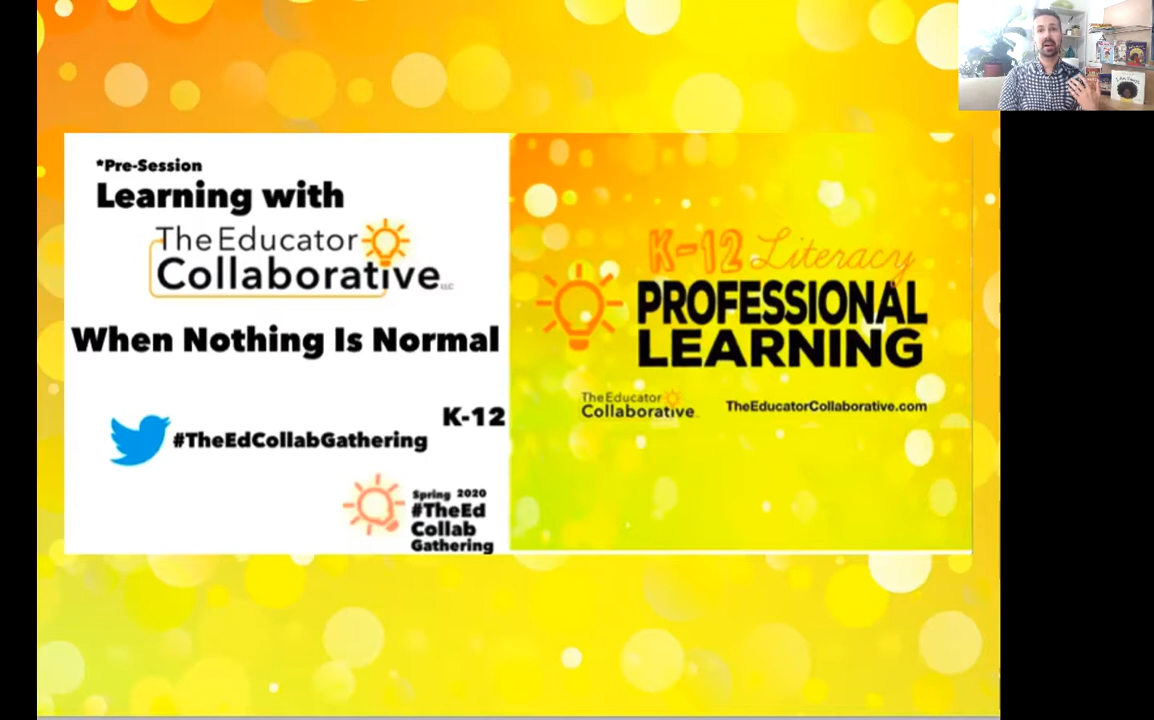 *Pre-Session
Learning with
The Educator
Collaborative LLC
When Nothing Is Normal
K-12
#TheEdCollabGathering
Spring 2020
#TheEd
Collab
Gathering
K-12 Literacy
PROFESSIONAL
LEARNING
The Educator
Collaborative
TheEducatorCollaborative.com